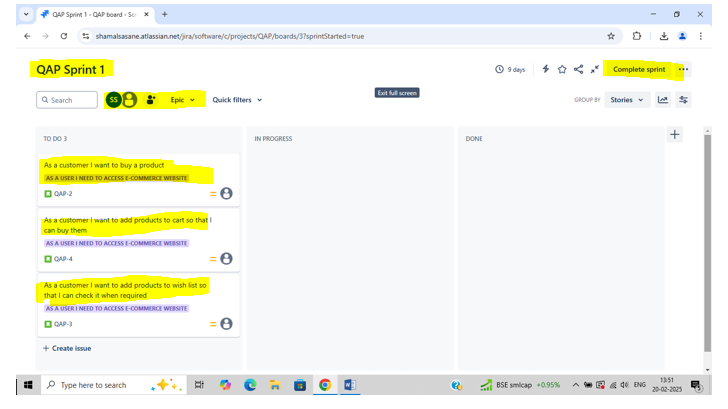 QAP Sprint 1 - QAP board - Scr
shamalsasane.atlassian.net/jira/software/c/projects/QAP/boards/3?sprintStarted=true
QAP Sprint 1
9 days
Complete sprint
Search
SS
Epic
Quick filters
Exit full screen
GROUP BY
Stories
TO DO 3
IN PROGRESS
DONE
As a customer I want to buy a product
AS A USER I NEED TO ACCESS E-COMMERCE WEBSITE
QAP-2
As a customer I want to add products to cart so that I
can buy them
AS A USER I NEED TO ACCESS E-COMMERCE WEBSITE
QAP-4
As a customer I want to add products to wish list so
that I can check it when required
AS A USER I NEED TO ACCESS E-COMMERCE WEBSITE
QAP-3
+ Create issue
Type here to search
BSE smlcap +0.95%
ENG
13:51
20-02-2025